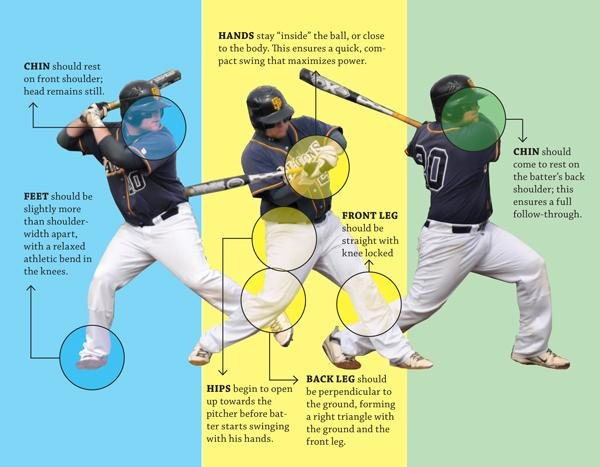 HANDS stay “inside” the ball, or close
to the body. This ensures a quick, com-
pact swing that maximizes power.
CHIN should rest
on front shoulder;
head remains still.
FEET should be
slightly more
than shoulder-
width apart,
with a relaxed
athletic bend in
the knees.
FRONT LEG
should be
straight with
knee locked
CHIN should
come to rest on
the batter’s back
shoulder; this
ensures a full
follow-through.
HIPS begin to open
up towards the
pitcher before bat-
ter starts swinging
with his hands.
BACK LEG should
be perpendicular to
the ground, forming
a right triangle with
the ground and the
front leg.